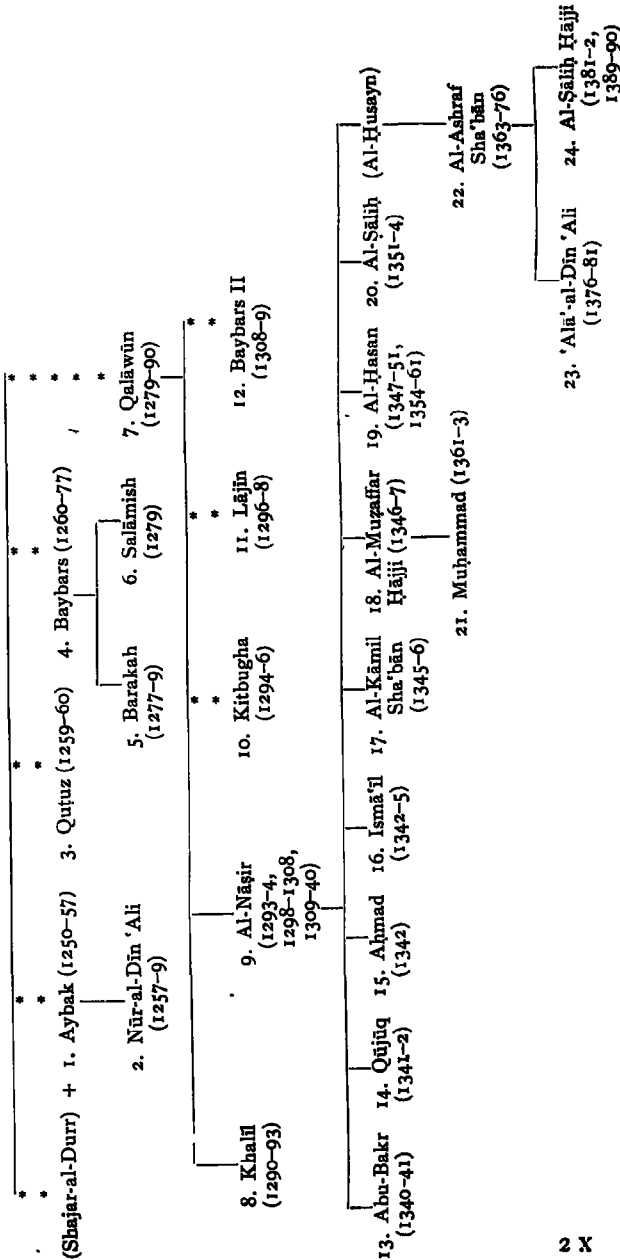 (Shajar-al-Durr) + 1. Aybak (1250–57)
3. Quṭuz (1259–60)
4. Baybars (1260–77)
7. Qalāwūn
(1279–90)
2. Nūr-al-Dīn ‘Ali
(1257–9)
5. Barakah
(1277–9)
6. Salāmish
(1279)
8. Khalīl
(1290–93)
9. Al-Nāṣir
(1293–4,
1298–1308,
1309–40)
10. Kitbugha
(1294–6)
11. Lājīn
(1296–8)
12. Baybars II
(1308–9)
13. Abu-Bakr
(1340–41)
14. Qūjūq
(1341–2)
15. Aḥmad
(1342)
16. Ismā‘īl
(1342–5)
17. Al-Kāmil
Sha‘bān
(1345–6)
18. Al-Muẓaffar
Ḥājji (1346–7)
19. Al-Ḥasan
(1347–51,
1354–61)
20. Al-Ṣāliḥ
(1351–4)
(Al-Ḥusayn)
21. Muḥammad (1361–3)
22. Al-Ashraf
Sha‘bān
(1363–76)
23. ‘Alā’-al-Dīn ‘Ali
(1376–81)
24. Al-Ṣāliḥ Ḥājji
(1381–2,
1389–90)
2 X